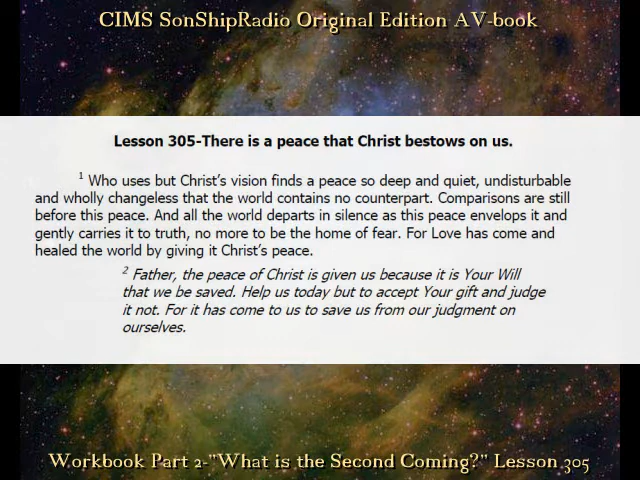 CIMS SonShipRadio Original Edition AV-book
Lesson 305-There is a peace that Christ bestows on us.
1 Who uses but Christ's vision finds a peace so deep and quiet, undisturbable
and wholly changeless that the world contains no counterpart. Comparisons are still
before this peace. And all the world departs in silence as this peace envelops it and
gently carries it to truth, no more to be the home of fear. For Love has come and
healed the world by giving it Christ's peace.
2 Father, the peace of Christ is given us because it is Your Will
that we be saved. Help us today but to accept Your gift and judge
it not. For it has come to us to save us from our judgment on
ourselves.
Workbook Part 2-"What is the Second Coming?" Lesson 305